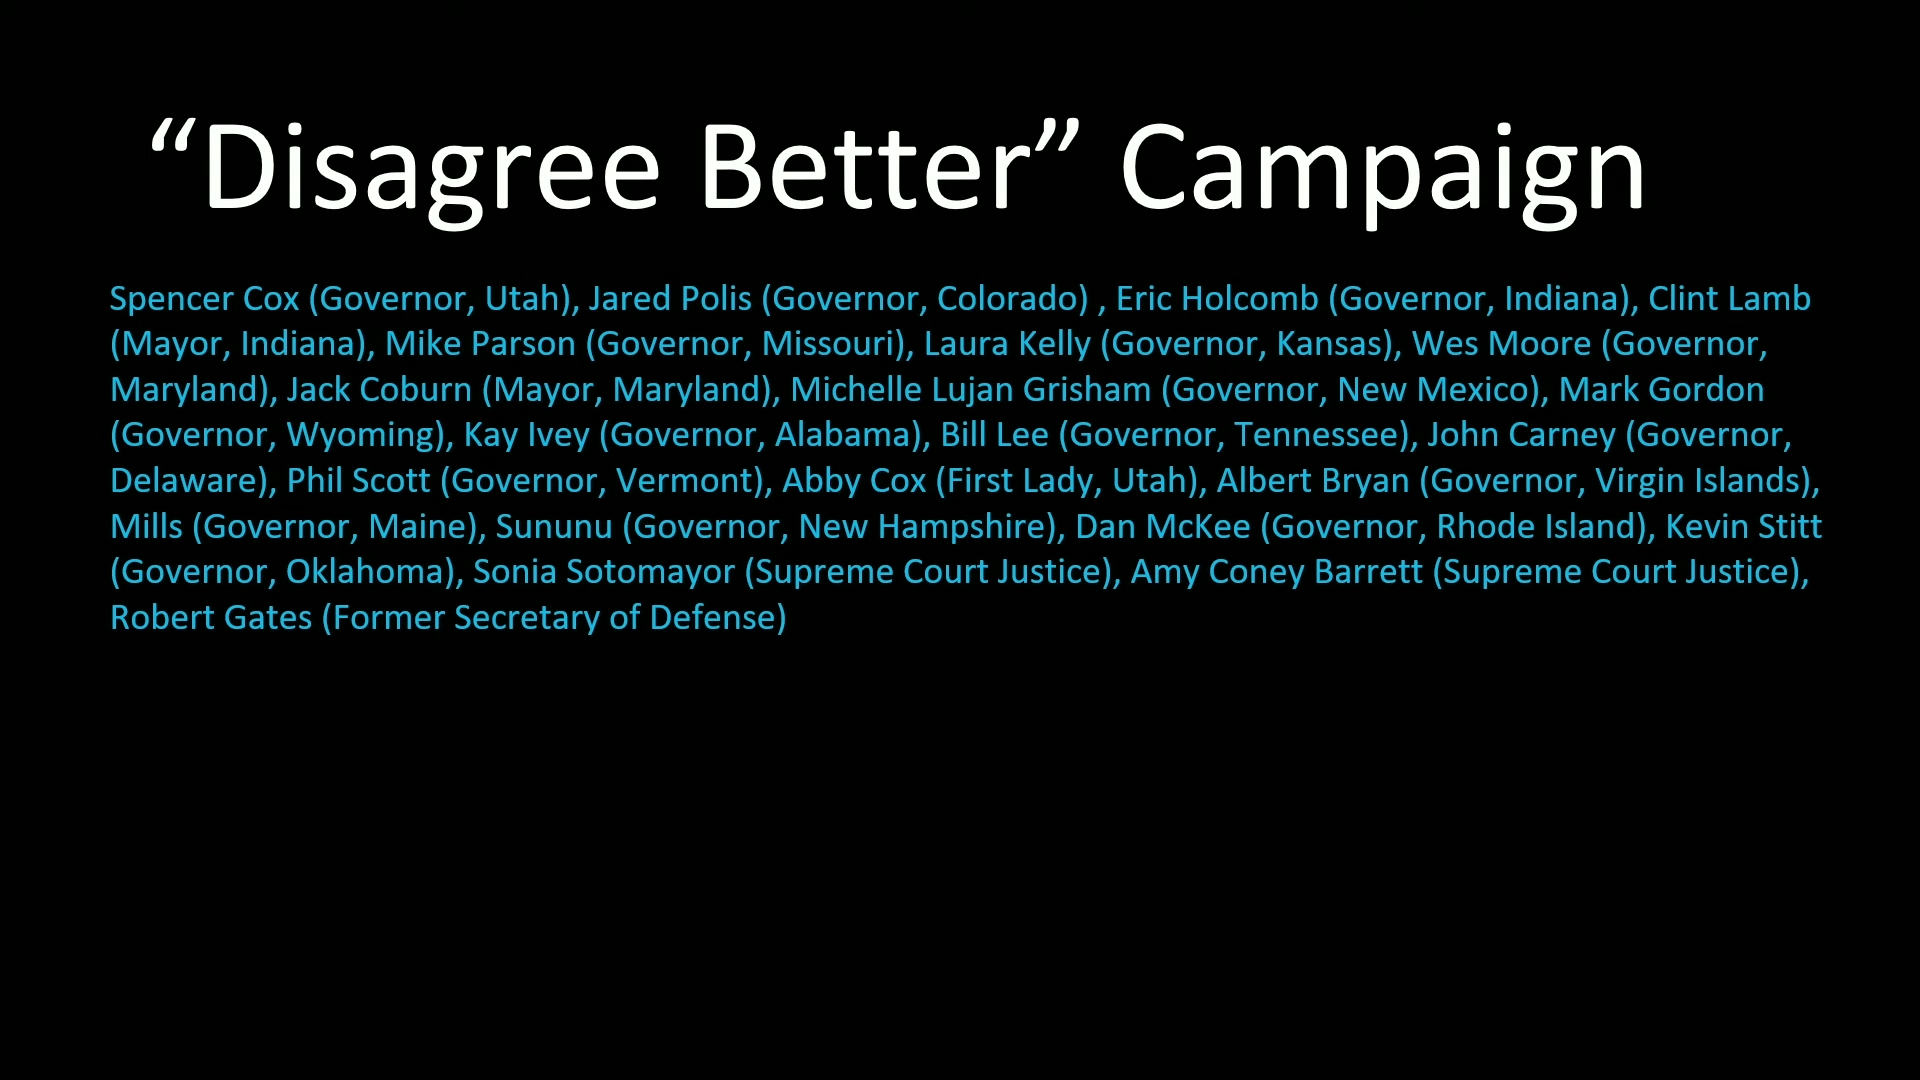 “Disagree Better” Campaign
Spencer Cox (Governor, Utah), Jared Polis (Governor, Colorado) , Eric Holcomb (Governor, Indiana), Clint Lamb
(Mayor, Indiana), Mike Parson (Governor, Missouri), Laura Kelly (Governor, Kansas), Wes Moore (Governor,
Maryland), Jack Coburn (Mayor, Maryland), Michelle Lujan Grisham (Governor, New Mexico), Mark Gordon
(Governor, Wyoming), Kay Ivey (Governor, Alabama), Bill Lee (Governor, Tennessee), John Carney (Governor,
Delaware), Phil Scott (Governor, Vermont), Abby Cox (First Lady, Utah), Albert Bryan (Governor, Virgin Islands),
Mills (Governor, Maine), Sununu (Governor, New Hampshire), Dan McKee (Governor, Rhode Island), Kevin Stitt
(Governor, Oklahoma), Sonia Sotomayor (Supreme Court Justice), Amy Coney Barrett (Supreme Court Justice),
Robert Gates (Former Secretary of Defense)